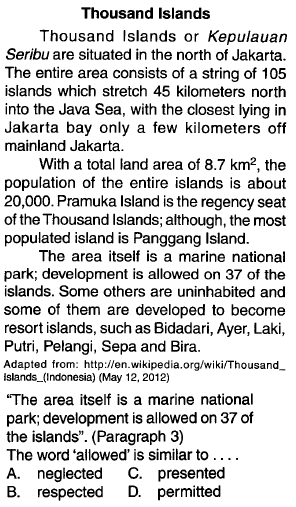 Thousand Islands
Thousand Islands or Kepulauan
Seribu are situated in the north of Jakarta.
The entire area consists of a string of 105
islands which stretch 45 kilometers north
into the Java Sea, with the closest lying in
Jakarta bay only a few kilometers off
mainland Jakarta.
With a total land area of 8.7 km², the
population of the entire islands is about
20,000. Pramuka Island is the regency seat
of the Thousand Islands; although, the most
populated island is Panggang Island.
The area itself is a marine national
park; development is allowed on 37 of the
islands. Some others are uninhabited and
some of them are developed to become
resort islands, such as Bidadari, Ayer, Laki,
Putri, Pelangi, Sepa and Bira.
Adapted from: http://en.wikipedia.org/wiki/Thousand_
Islands_(Indonesia) (May 12, 2012)
"The area itself is a marine national
park; development is allowed on 37 of
the islands". (Paragraph 3)
The word 'allowed' is similar to . . . .
A. neglected C. presented
B. respected D. permitted